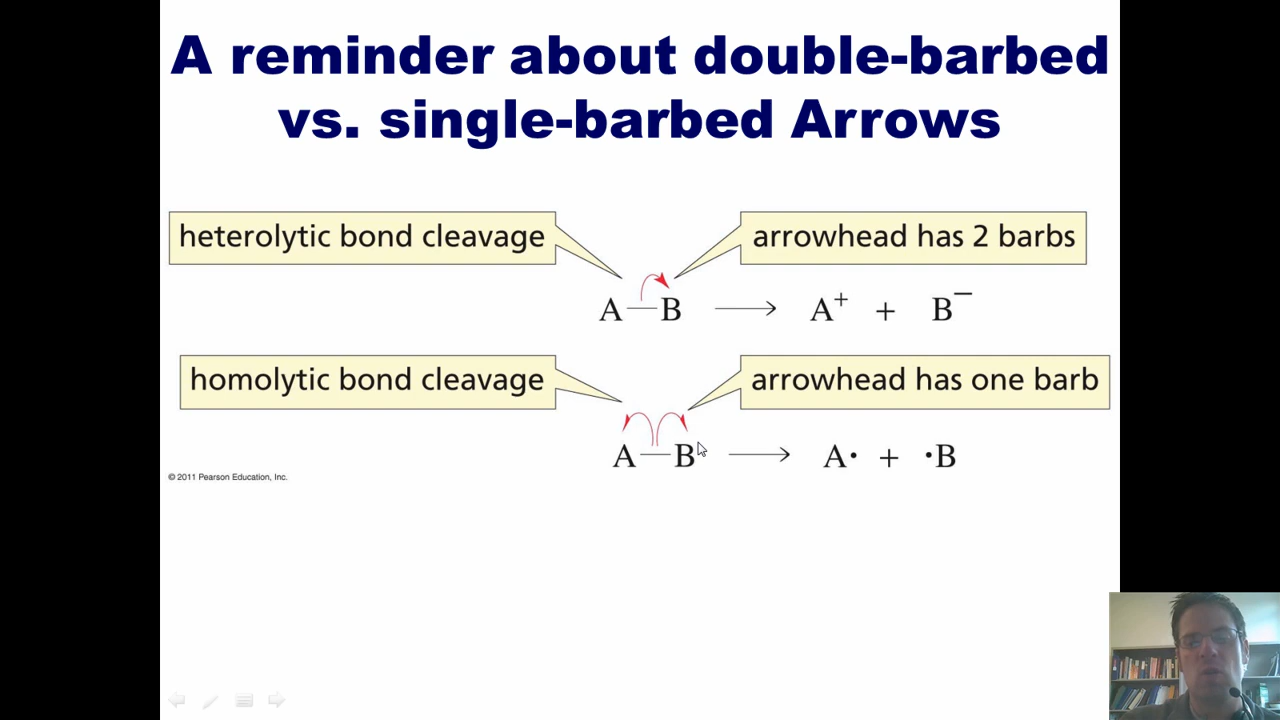 A reminder about double-barbed
vs. single-barbed Arrows
heterolytic bond cleavage
arrowhead has 2 barbs
A—B ⟶ A⁺ + B⁻
homolytic bond cleavage
arrowhead has one barb
A—B ⟶ A· + ·B
© 2011 Pearson Education, Inc.